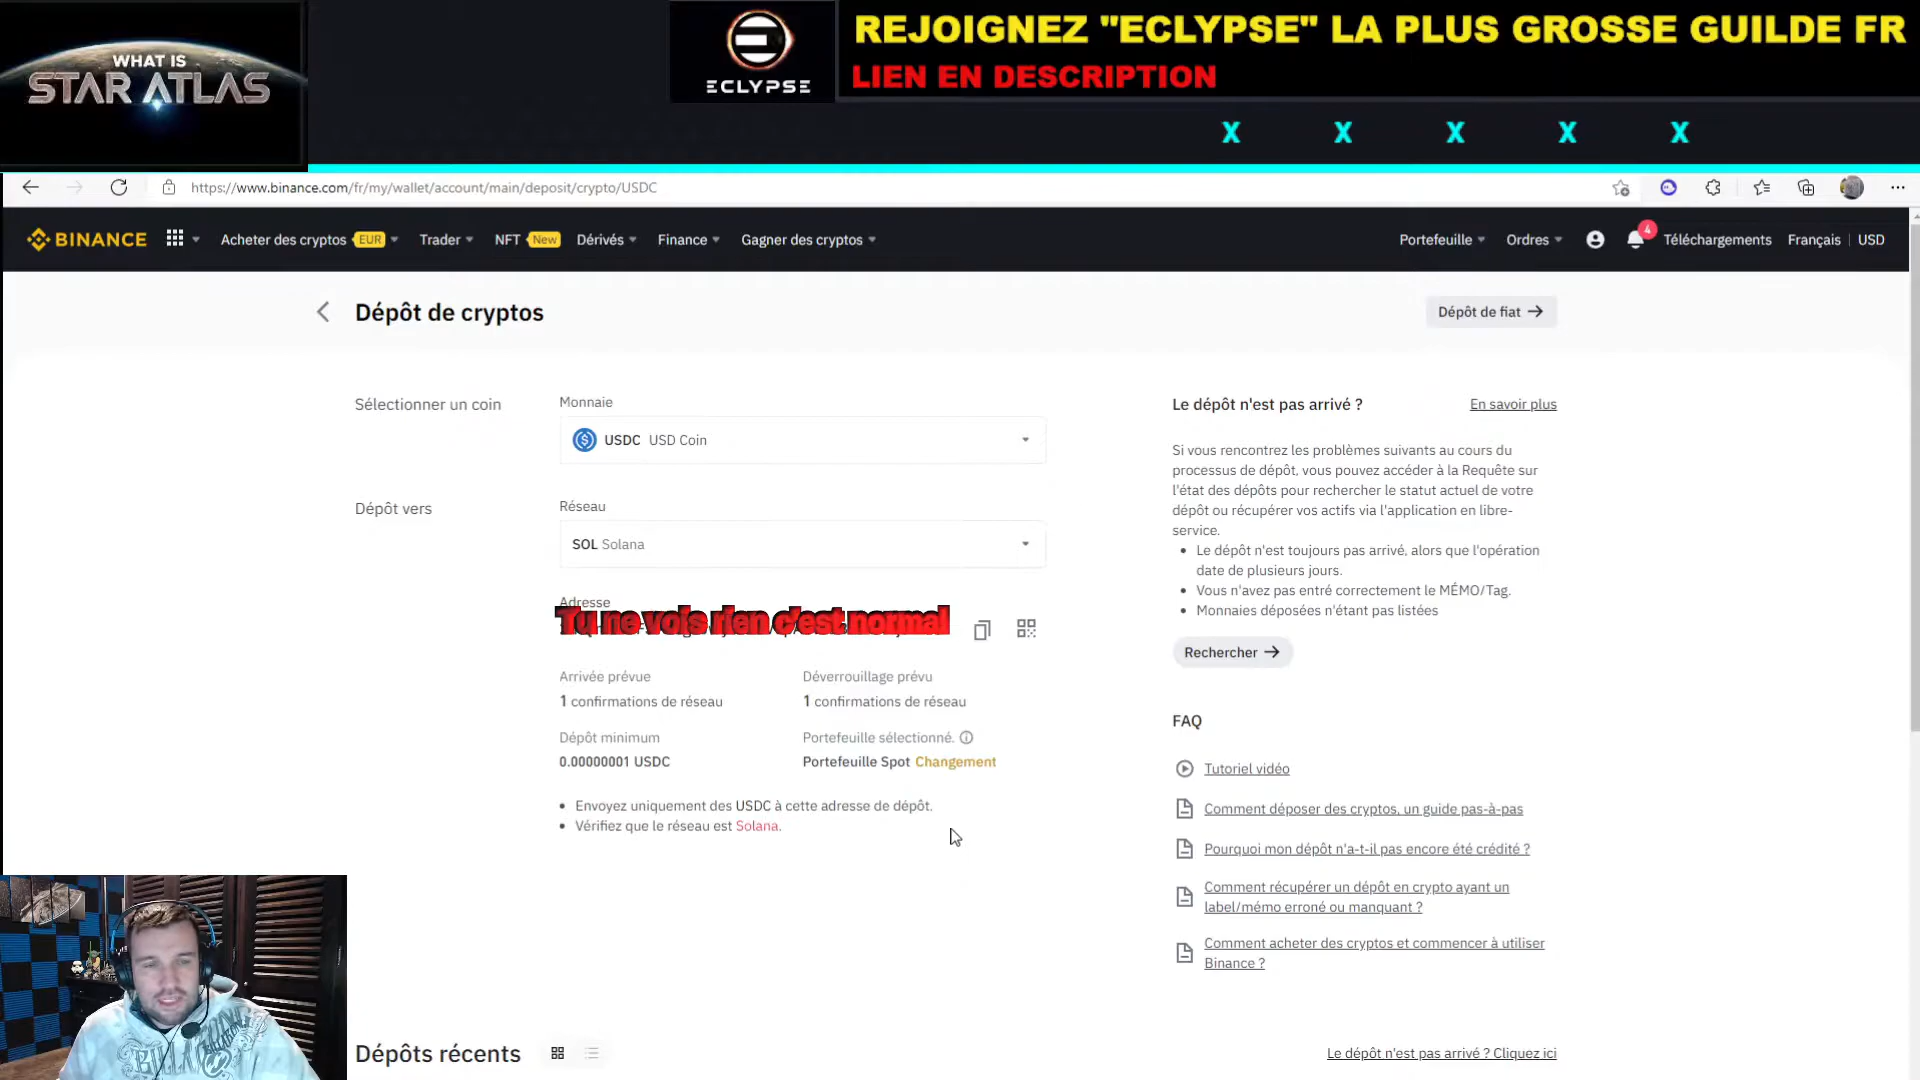 WHAT IS
STAR ATLAS
ECLYPSE
REJOIGNEZ "ECLYPSE" LA PLUS GROSSE GUILDE FR
LIEN EN DESCRIPTION
X X X X X
https://www.binance.com/fr/my/wallet/account/main/deposit/crypto/USDC
BINANCE
Acheter des cryptos EUR
Trader
NFT New
Dérivés
Finance
Gagner des cryptos
Portefeuille
Ordres
4
Téléchargements
Français
USD
Dépôt de cryptos
Dépôt de fiat
Sélectionner un coin
Monnaie
USDC USD Coin
Dépôt vers
Réseau
SOL Solana
Adresse
Tu ne vois rien c'est normal
Arrivée prévue
1 confirmations de réseau
Déverrouillage prévu
1 confirmations de réseau
Dépôt minimum
0.00000001 USDC
Portefeuille sélectionné.
Portefeuille Spot Changement
Envoyez uniquement des USDC à cette adresse de dépôt.
Vérifiez que le réseau est Solana.
Le dépôt n'est pas arrivé ?
En savoir plus
Si vous rencontrez les problèmes suivants au cours du
processus de dépôt, vous pouvez accéder à la Requête sur
l'état des dépôts pour rechercher le statut actuel de votre
dépôt ou récupérer vos actifs via l'application en libre-
service.
Le dépôt n'est toujours pas arrivé, alors que l'opération
date de plusieurs jours.
Vous n'avez pas entré correctement le MÉMO/Tag.
Monnaies déposées n'étant pas listées
Rechercher
FAQ
Tutoriel vidéo
Comment déposer des cryptos, un guide pas-à-pas
Pourquoi mon dépôt n'a-t-il pas encore été crédité ?
Comment récupérer un dépôt en crypto ayant un
label/mémo erroné ou manquant ?
Comment acheter des cryptos et commencer à utiliser
Binance ?
Dépôts récents
Le dépôt n'est pas arrivé ? Cliquez ici